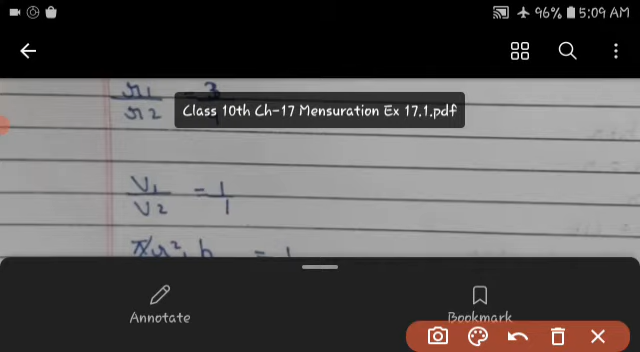 96% 5:09 AM
r1/r2 = 3
Class 10th Ch-17 Mensuration Ex 17.1.pdf
V1/V2 = 1/1
Annotate
Bookmark